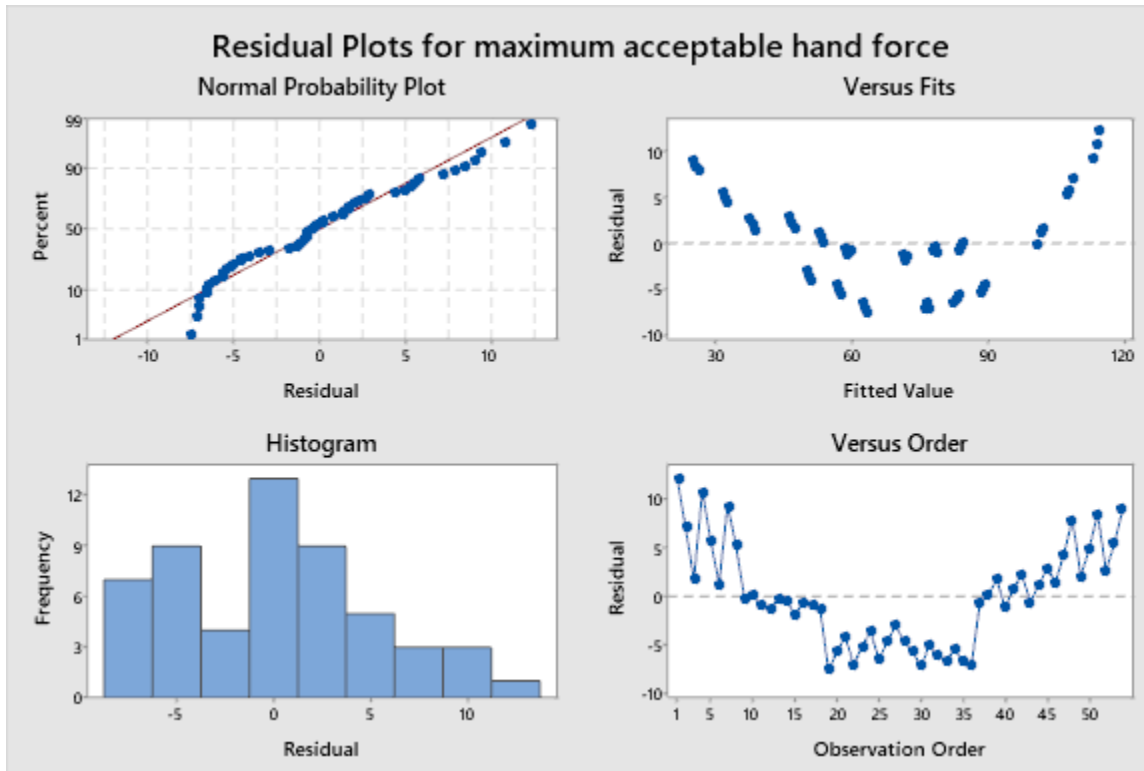 Residual Plots for maximum acceptable hand force
Normal Probability Plot
99
90
50
10
1
Percent
-10 -5 0 5 10
Residual
Versus Fits
10
5
0
-5
-10
Residual
30 60 90 120
Fitted Value
Histogram
12
9
6
3
0
Frequency
-5 0 5 10
Residual
Versus Order
10
5
0
-5
-10
Residual
1 5 10 15 20 25 30 35 40 45 50
Observation Order